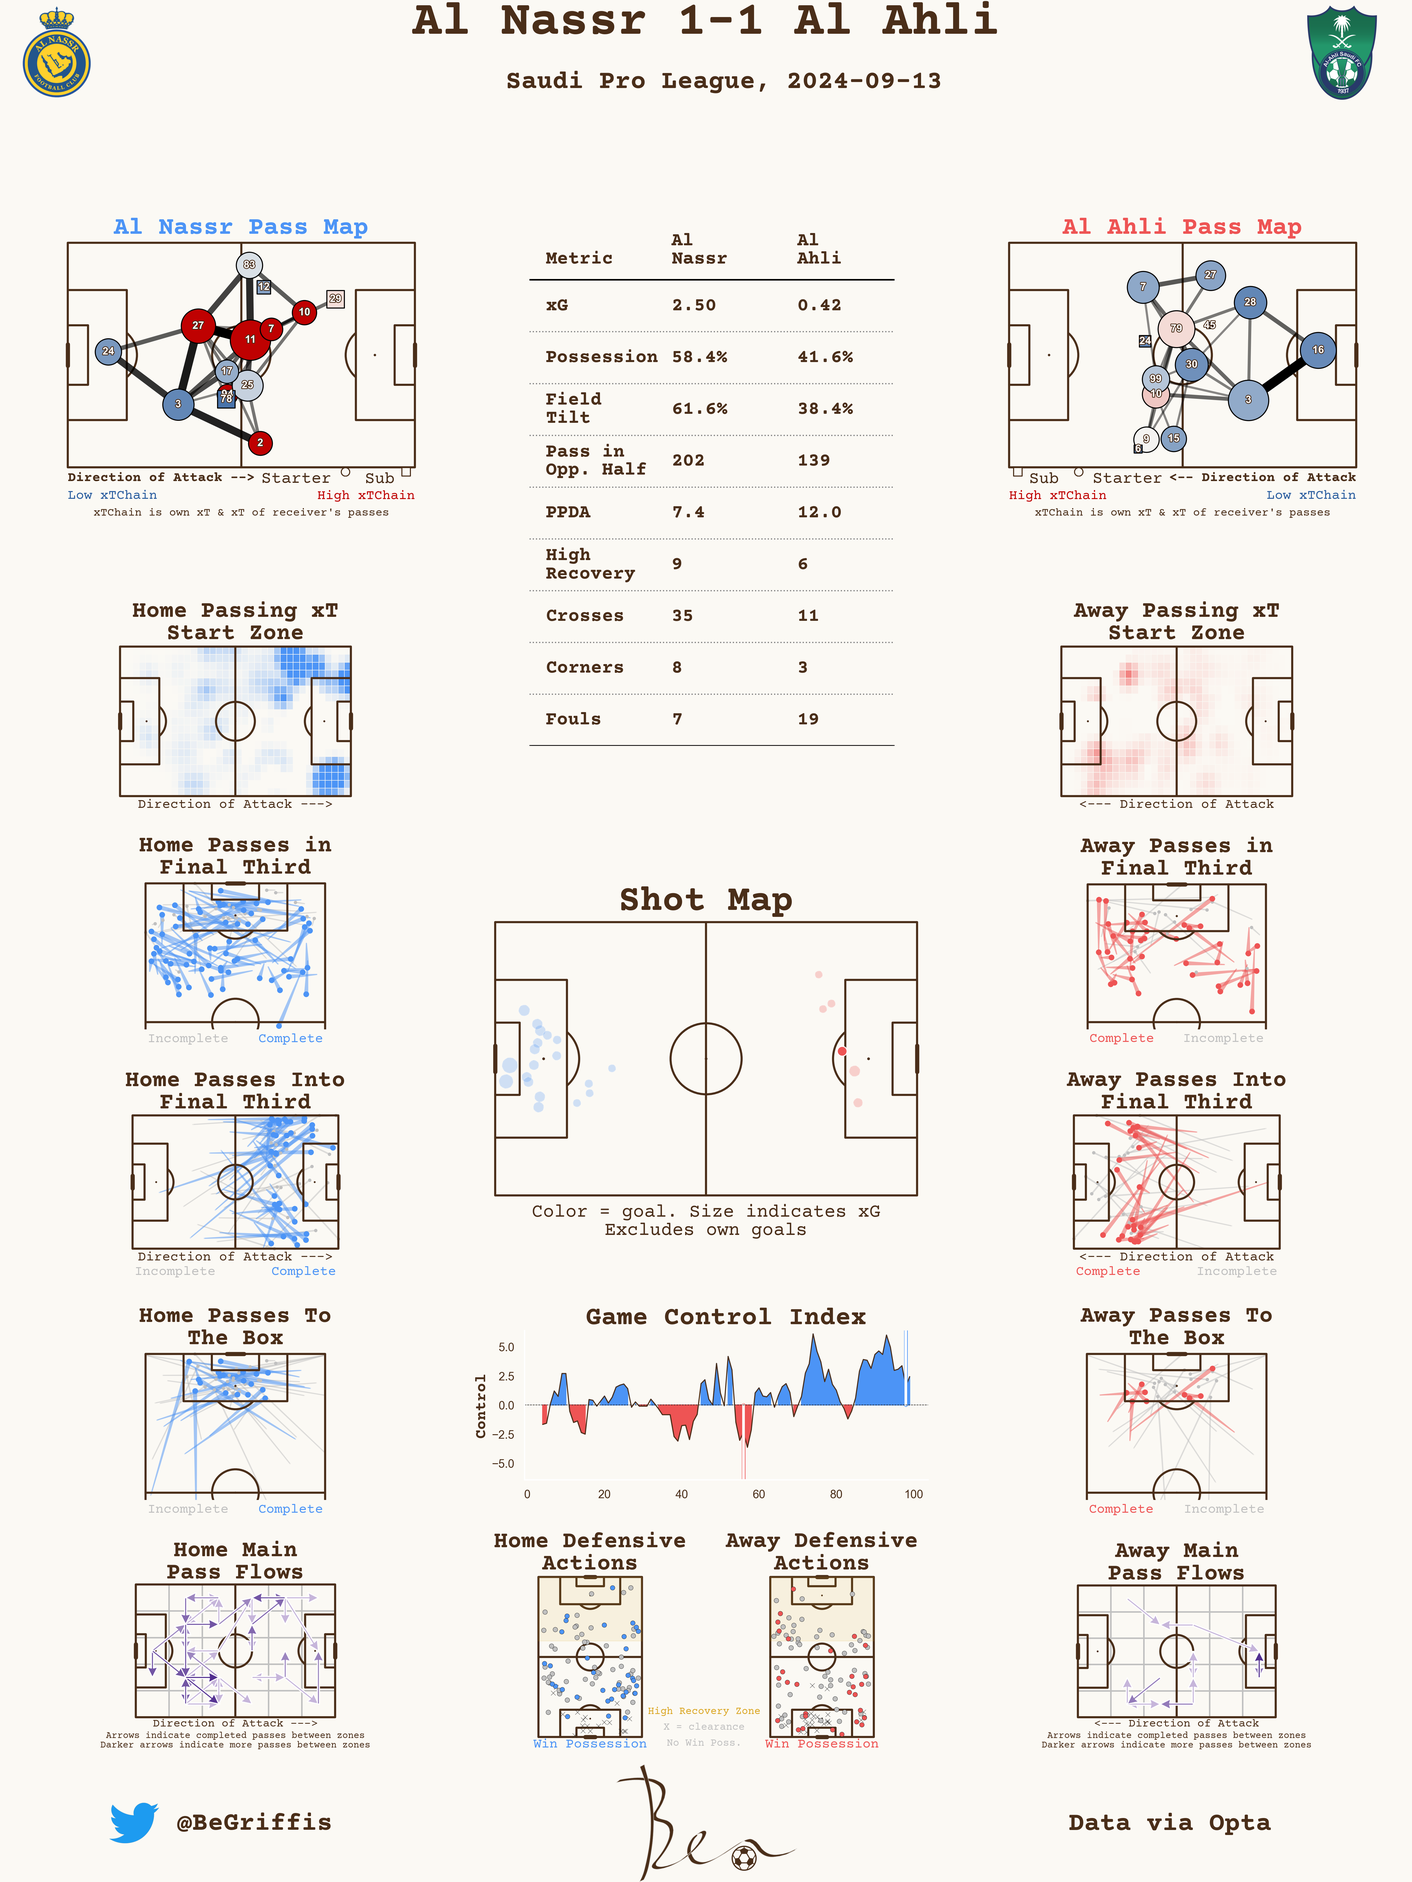 Al Nassr 1-1 Al Ahli
Saudi Pro League, 2024-09-13
AL NASSR
FOOTBALL CLUB
Al-Ahli Saudi FC
1937
Al Nassr Pass Map
83
12
29
10
27
7
11
24
17
25
3
78
2
Direction of Attack --> Starter Sub
Low xTChain High xTChain
xTChain is own xT & xT of receiver's passes
Metric Al Nassr Al Ahli
xG 2.50 0.42
Possession 58.4% 41.6%
Field Tilt 61.6% 38.4%
Pass in Opp. Half 202 139
PPDA 7.4 12.0
High Recovery 9 6
Crosses 35 11
Corners 8 3
Fouls 7 19
Al Ahli Pass Map
7
27
28
79
45
24
16
30
99
10
3
9
15
6
Sub Starter <-- Direction of Attack
High xTChain Low xTChain
xTChain is own xT & xT of receiver's passes
Home Passing xT
Start Zone
Direction of Attack --->
Away Passing xT
Start Zone
<--- Direction of Attack
Home Passes in
Final Third
Incomplete Complete
Shot Map
Color = goal. Size indicates xG
Excludes own goals
Away Passes in
Final Third
Complete Incomplete
Home Passes Into
Final Third
Direction of Attack --->
Incomplete Complete
Away Passes Into
Final Third
<--- Direction of Attack
Complete Incomplete
Home Passes To
The Box
Incomplete Complete
Game Control Index
Control
5.0
2.5
0.0
−2.5
−5.0
0 20 40 60 80 100
Away Passes To
The Box
Complete Incomplete
Home Main
Pass Flows
Direction of Attack --->
Arrows indicate completed passes between zones
Darker arrows indicate more passes between zones
Home Defensive
Actions
Win Possession
High Recovery Zone
X = clearance
No Win Poss.
Away Defensive
Actions
Win Possession
Away Main
Pass Flows
<--- Direction of Attack
Arrows indicate completed passes between zones
Darker arrows indicate more passes between zones
@BeGriffis
Ben
Data via Opta